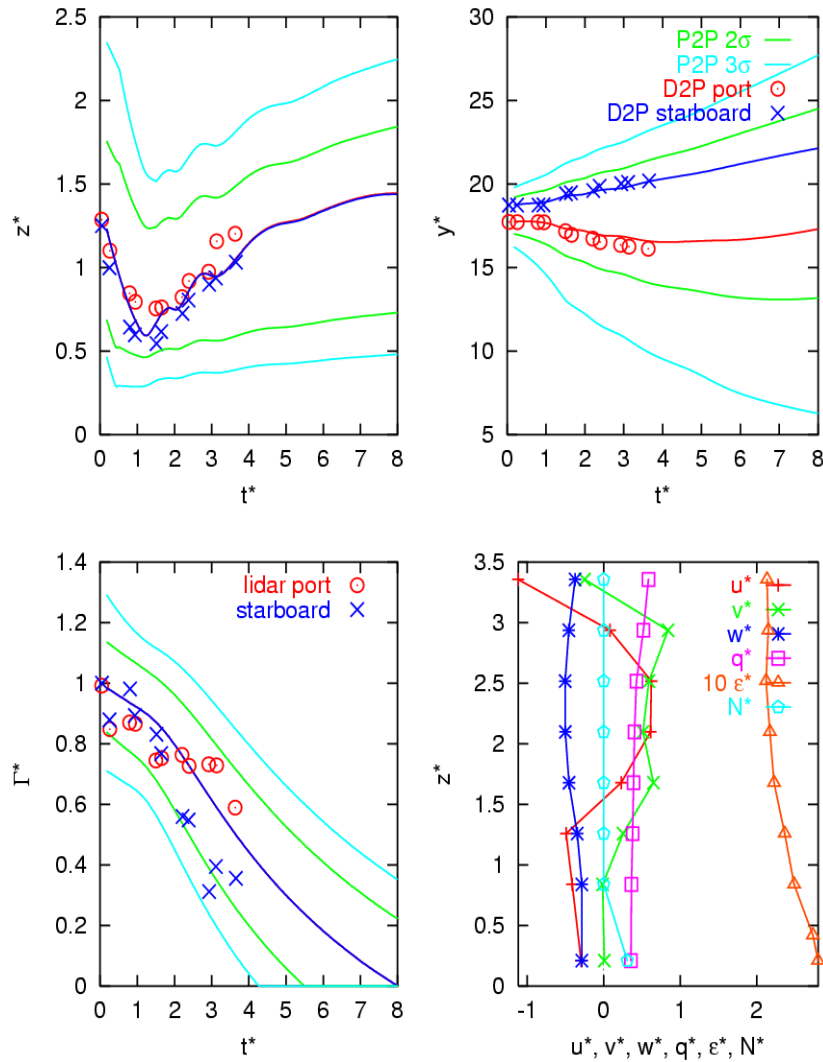 2.5
2
1.5
1
0.5
0
z*
0 1 2 3 4 5 6 7 8
t*
30
25
20
15
10
5
y*
P2P 2σ
P2P 3σ
D2P port
D2P starboard
0 1 2 3 4 5 6 7 8
t*
1.4
1.2
1
0.8
0.6
0.4
0.2
0
Γ*
lidar port
starboard
0 1 2 3 4 5 6 7 8
t*
3.5
3
2.5
2
1.5
1
0.5
0
z*
u*
v*
w*
q*
10 ε*
N*
-1 0 1 2
u*, v*, w*, q*, ε*, N*